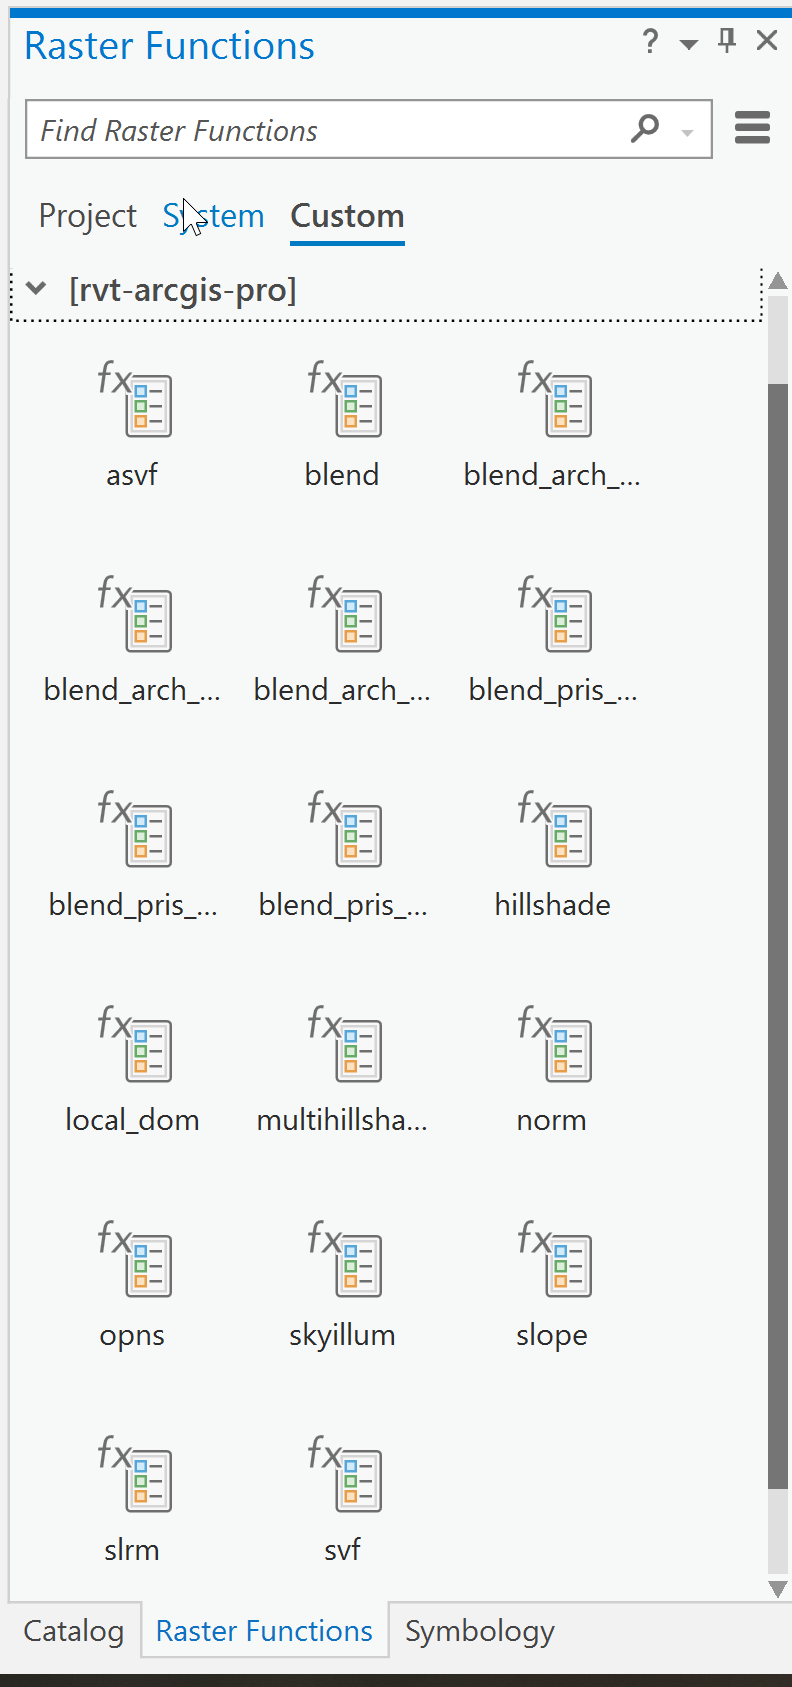 Raster Functions
Find Raster Functions
Project System Custom
[rvt-arcgis-pro]
asvf blend blend_arch_...
blend_arch_... blend_arch_... blend_pris_...
blend_pris_... blend_pris_... hillshade
local_dom multihillsha... norm
opns skyillum slope
slrm svf
Catalog Raster Functions Symbology